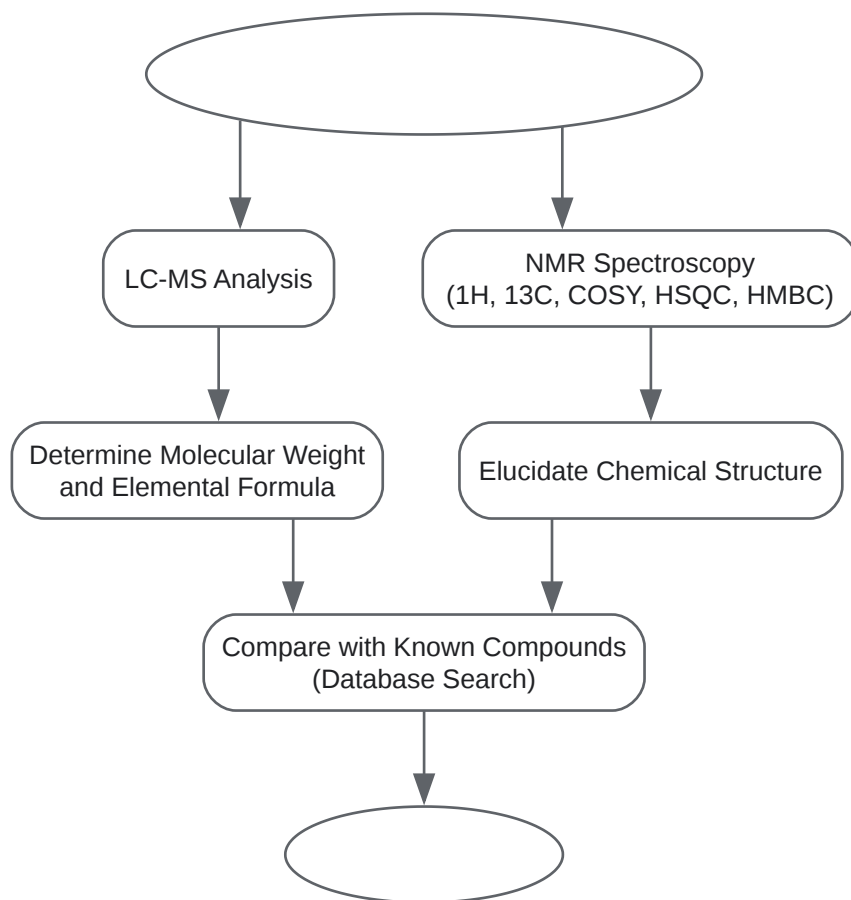 LC-MS Analysis
NMR Spectroscopy
(1H, 13C, COSY, HSQC, HMBC)
Determine Molecular Weight
and Elemental Formula
Elucidate Chemical Structure
Compare with Known Compounds
(Database Search)